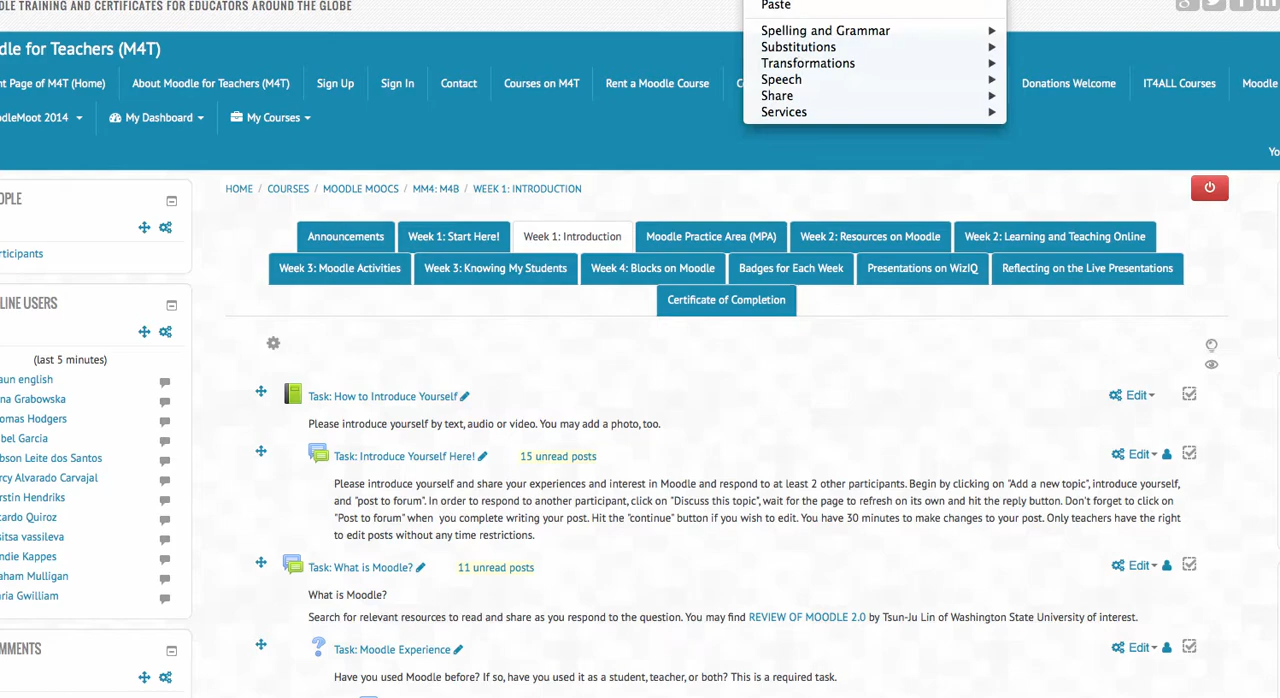 DLE TRAINING AND CERTIFICATES FOR EDUCATORS AROUND THE GLOBE
Paste
Spelling and Grammar
Substitutions
Transformations
Speech
Share
Services
dle for Teachers (M4T)
nt Page of M4T (Home) About Moodle for Teachers (M4T) Sign Up Sign In Contact Courses on M4T Rent a Moodle Course Donations Welcome IT4ALL Courses Moodle
odleMoot 2014 My Dashboard My Courses
Yo
OPLE
rticipants
LINE USERS
(last 5 minutes)
aun english
na Grabowska
omas Hodgers
bel Garcia
bson Leite dos Santos
rcy Alvarado Carvajal
rstin Hendriks
cardo Quiroz
sitsa vassileva
ndie Kappes
aham Mulligan
aria Gwilliam
MMENTS
HOME / COURSES / MOODLE MOOCS / MM4: M4B / WEEK 1: INTRODUCTION
Announcements Week 1: Start Here! Week 1: Introduction Moodle Practice Area (MPA) Week 2: Resources on Moodle Week 2: Learning and Teaching Online
Week 3: Moodle Activities Week 3: Knowing My Students Week 4: Blocks on Moodle Badges for Each Week Presentations on WizIQ Reflecting on the Live Presentations
Certificate of Completion
Task: How to Introduce Yourself Edit
Please introduce yourself by text, audio or video. You may add a photo, too.
Task: Introduce Yourself Here! 15 unread posts Edit
Please introduce yourself and share your experiences and interest in Moodle and respond to at least 2 other participants. Begin by clicking on "Add a new topic", introduce yourself,
and "post to forum". In order to respond to another participant, click on "Discuss this topic", wait for the page to refresh on its own and hit the reply button. Don't forget to click on
"Post to forum" when you complete writing your post. Hit the "continue" button if you wish to edit. You have 30 minutes to make changes to your post. Only teachers have the right
to edit posts without any time restrictions.
Task: What is Moodle? 11 unread posts Edit
What is Moodle?
Search for relevant resources to read and share as you respond to the question. You may find REVIEW OF MOODLE 2.0 by Tsun-Ju Lin of Washington State University of interest.
Task: Moodle Experience Edit
Have you used Moodle before? If so, have you used it as a student, teacher, or both? This is a required task.